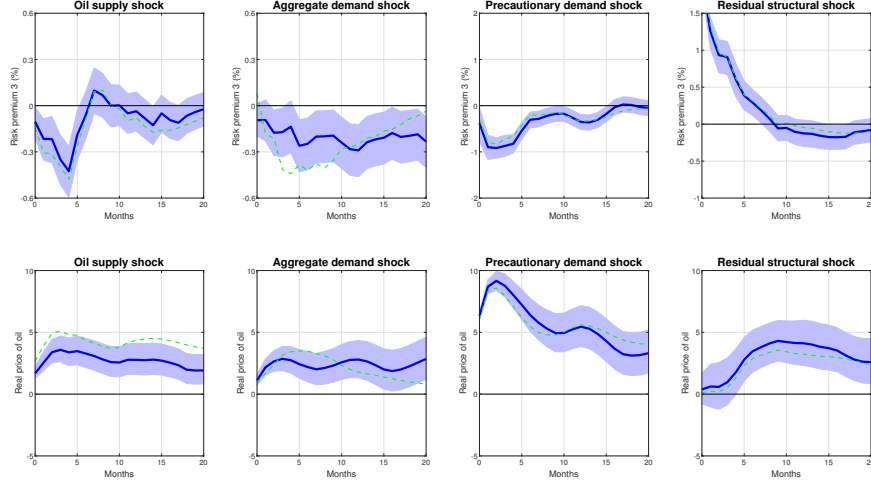 Oil supply shock
Aggregate demand shock
Precautionary demand shock
Residual structural shock
Risk premium 3 (%)
0.6
0.3
0
-0.3
-0.6
0 5 10 15 20
Months
Risk premium 3 (%)
0.6
0.3
0
-0.3
-0.6
0 5 10 15 20
Months
Risk premium 3 (%)
2
1
0
-1
-2
0 5 10 15 20
Months
Risk premium 3 (%)
1.5
1
0.5
0
-0.5
-1
0 5 10 15 20
Months
Oil supply shock
Aggregate demand shock
Precautionary demand shock
Residual structural shock
Real price of oil
10
5
0
-5
0 5 10 15 20
Months
Real price of oil
10
5
0
-5
0 5 10 15 20
Months
Real price of oil
10
5
0
-5
0 5 10 15 20
Months
Real price of oil
10
5
0
-5
0 5 10 15 20
Months